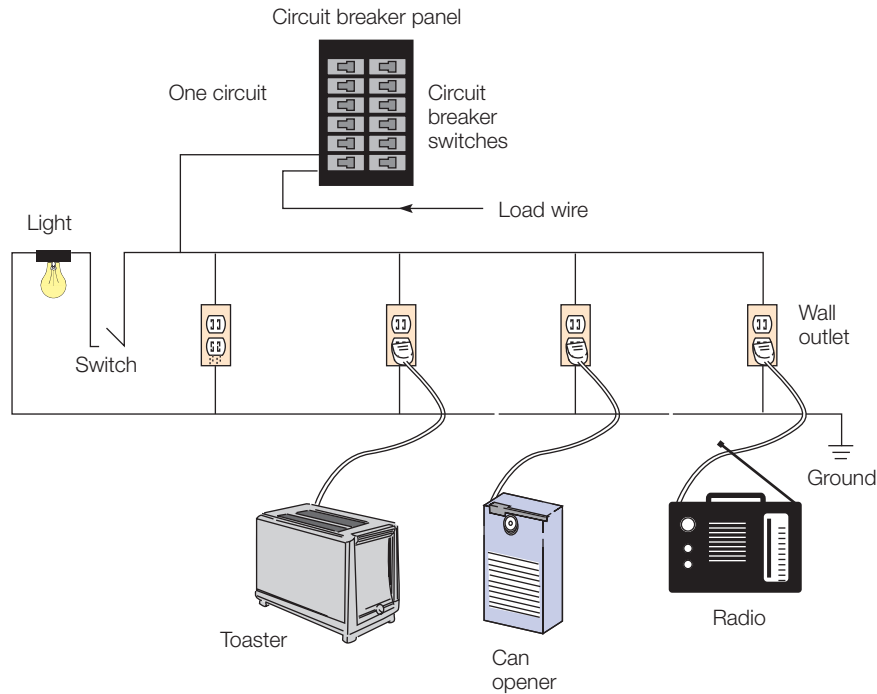 Circuit breaker panel
One circuit
Circuit
breaker
switches
Load wire
Light
Switch
Wall
outlet
Ground
Toaster
Can
opener
Radio